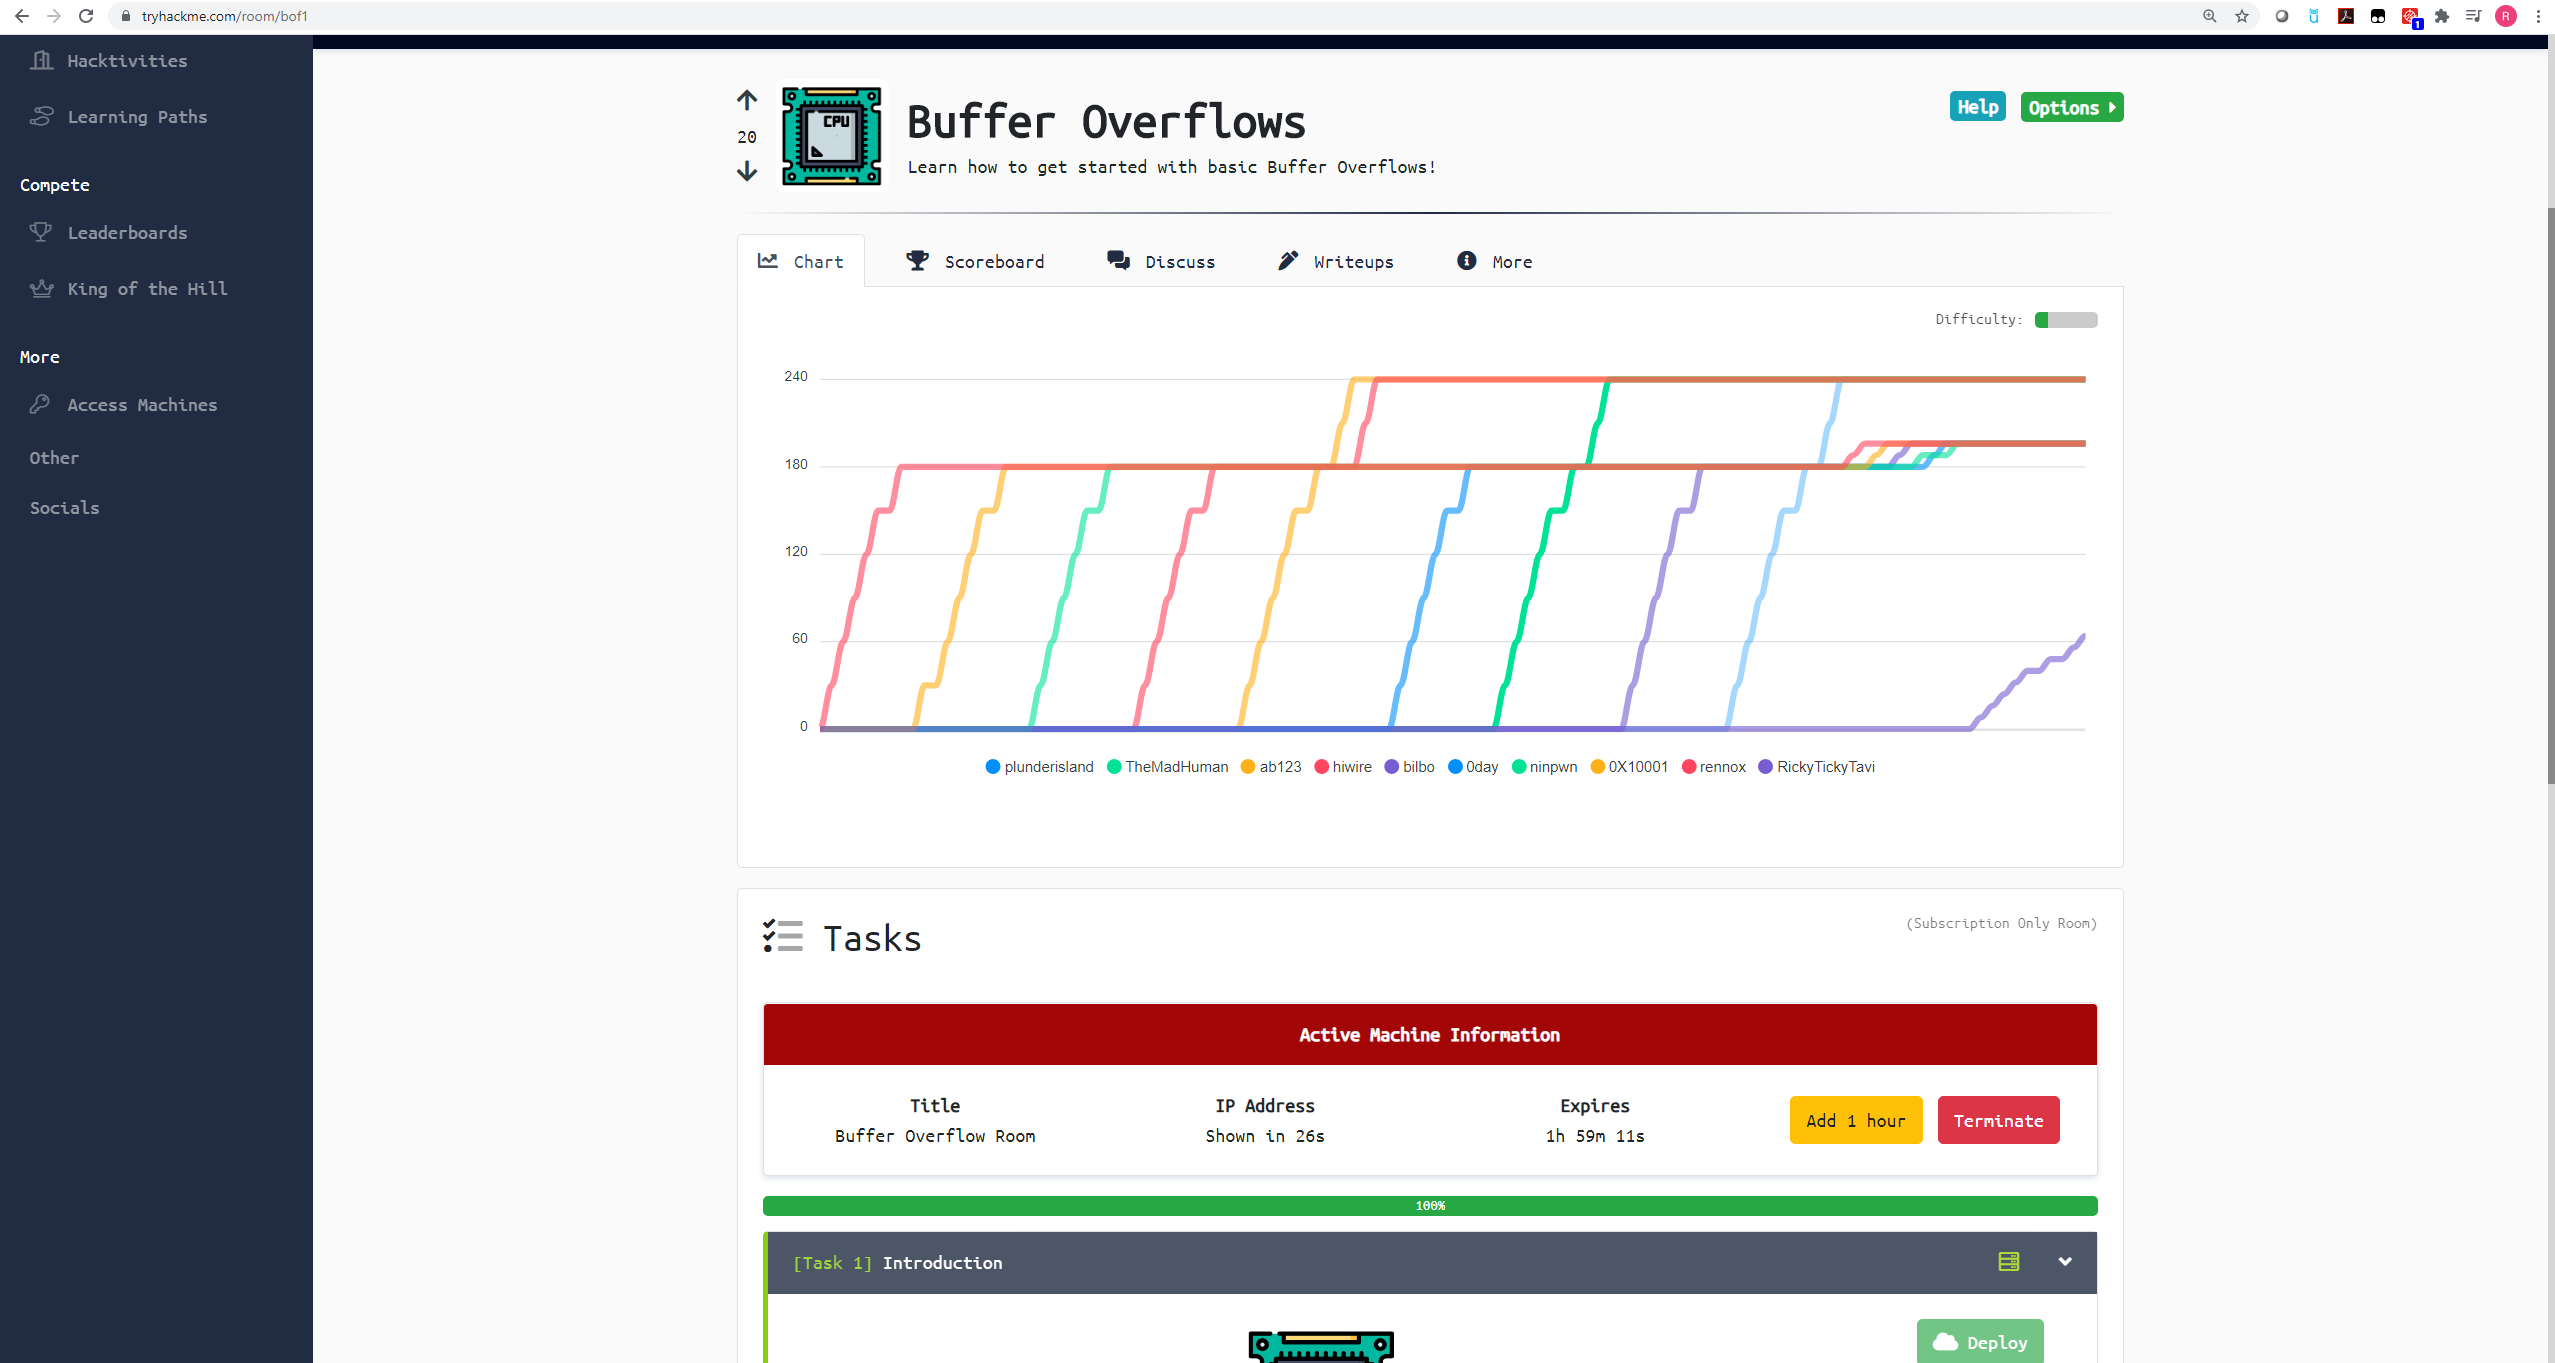 tryhackme.com/room/bof1
1
R
Hacktivities
Learning Paths
Compete
Leaderboards
King of the Hill
More
Access Machines
Other
Socials
20
CPU
Buffer Overflows
Learn how to get started with basic Buffer Overflows!
Help
Options
Chart
Scoreboard
Discuss
Writeups
More
Difficulty:
240
180
120
60
0
plunderisland TheMadHuman ab123 hiwire bilbo 0day ninpwn 0X10001 rennox RickyTickyTavi
Tasks
(Subscription Only Room)
Active Machine Information
Title IP Address Expires
Buffer Overflow Room Shown in 26s 1h 59m 11s
Add 1 hour
Terminate
100%
[Task 1] Introduction
Deploy